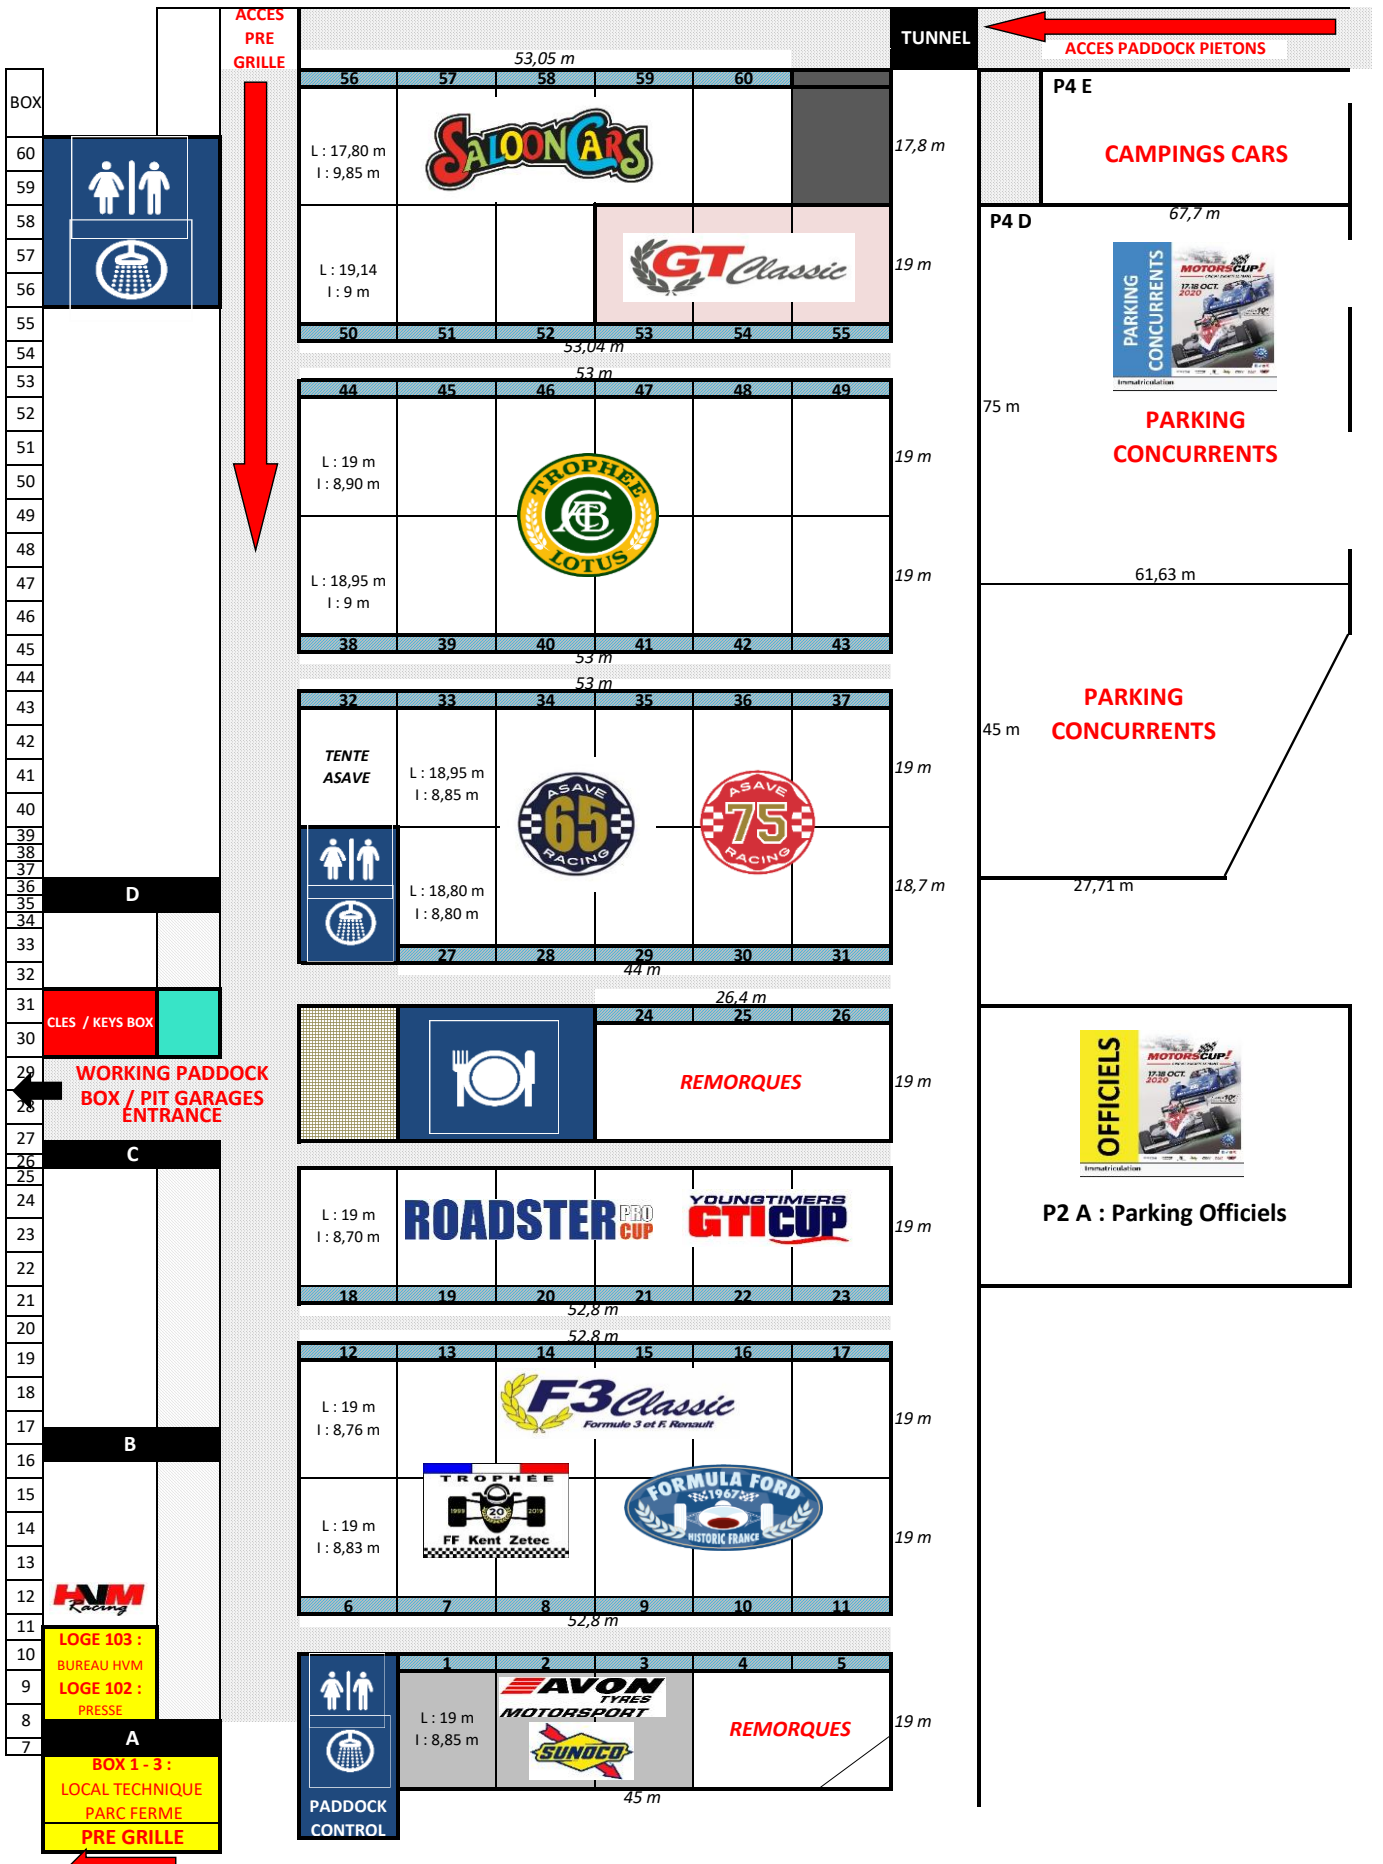 ACCES
PRE
GRILLE
TUNNEL
ACCES PADDOCK PIETONS
53,05 m
56 57 58 59 60
BOX
60
59
58
57
56
55
54
53
52
51
50
49
48
47
46
45
44
43
42
41
40
39
38
37
36
35
34
33
32
31
30
29
28
27
26
25
24
23
22
21
20
19
18
17
16
15
14
13
12
11
10
9
8
7
L : 17,80 m
l : 9,85 m
SALOONCARS
17,8 m
P4 E
CAMPINGS CARS
67,7 m
P4 D
L : 19,14
l : 9 m
GT Classic
19 m
50 51 52 53 54 55
53,04 m
PARKING
CONCURRENTS
MOTORSCUP!
17-18 OCT.
2020
Immatriculation
PARKING
CONCURRENTS
75 m
61,63 m
53 m
44 45 46 47 48 49
L : 19 m
l : 8,90 m
TROPHEE
LOTUS
19 m
L : 18,95 m
l : 9 m
19 m
38 39 40 41 42 43
53 m
PARKING
CONCURRENTS
45 m
27,71 m
53 m
32 33 34 35 36 37
TENTE
ASAVE
L : 18,95 m
l : 8,85 m
ASAVE
65
RACING
ASAVE
75
RACING
19 m
L : 18,80 m
l : 8,80 m
18,7 m
27 28 29 30 31
44 m
D
CLES / KEYS BOX
WORKING PADDOCK
BOX / PIT GARAGES
ENTRANCE
C
26,4 m
24 25 26
REMORQUES
19 m
OFFICIELS
MOTORSCUP!
17-18 OCT.
2020
Immatriculation
P2 A : Parking Officiels
L : 19 m
l : 8,70 m
ROADSTER PRO CUP
YOUNGTIMERS
GTI CUP
19 m
18 19 20 21 22 23
52,8 m
52,8 m
12 13 14 15 16 17
L : 19 m
l : 8,76 m
F3 Classic
Formule 3 et F. Renault
19 m
B
TROPHÉE
1999 20 2019
FF Kent Zetec
FORMULA FORD
1967
HISTORIC FRANCE
L : 19 m
l : 8,83 m
19 m
6 7 8 9 10 11
52,8 m
HVM
Racing
LOGE 103 :
BUREAU HVM
LOGE 102 :
PRESSE
A
BOX 1 - 3 :
LOCAL TECHNIQUE
PARC FERME
PRE GRILLE
1 2 3 4 5
L : 19 m
l : 8,85 m
AVON
TYRES
MOTORSPORT
SUNOCO
REMORQUES
19 m
45 m
PADDOCK
CONTROL